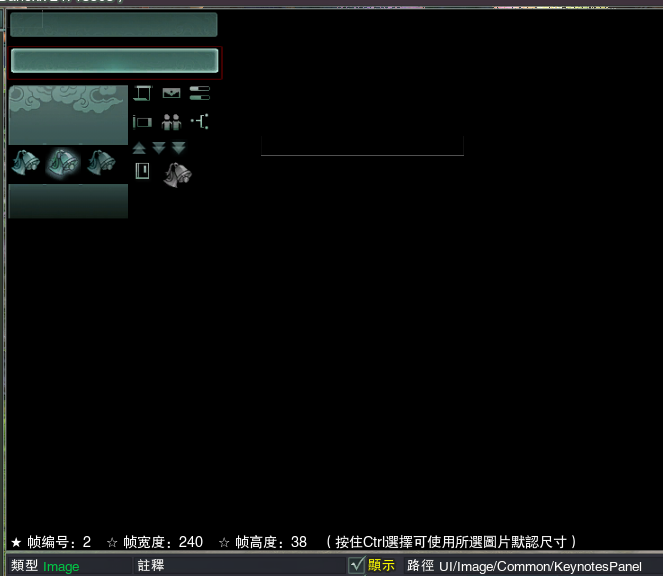 ★ 帧编号：2 ☆ 帧宽度：240 ☆ 帧高度：38 （按住Ctrl選擇可使用所選圖片默認尺寸）
類型 Image 註釋 顯示 路徑 UI/Image/Common/KeynotesPanel